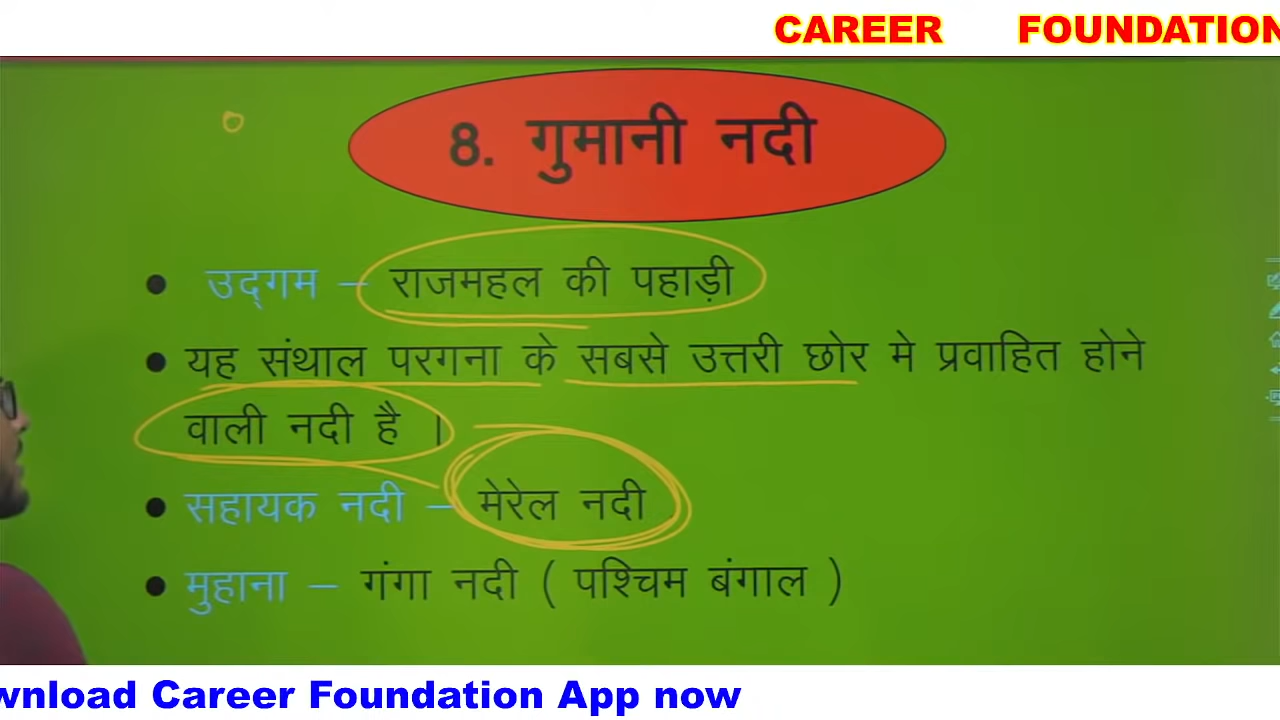 CAREER FOUNDATION
8. गुमानी नदी
• उद्‌गम – राजमहल की पहाड़ी
• यह संथाल परगना के सबसे उत्तरी छोर मे प्रवाहित होने
वाली नदी है ।
• सहायक नदी – मेरेल नदी
• मुहाना – गंगा नदी ( पश्चिम बंगाल )
wnload Career Foundation App now